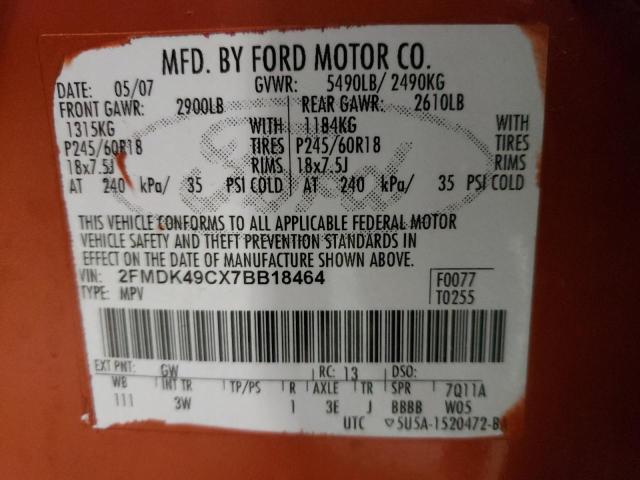 MFD. BY FORD MOTOR CO.
DATE: 05/07 GVWR: 5490LB/ 2490KG
FRONT GAWR: 2900LB REAR GAWR: 2610LB
1315KG WITH 1184KG WITH
P245/60R18 TIRES P245/60R18 TIRES
18x7.5J RIMS 18x7.5J RIMS
AT 240 kPa/ 35 PSI COLD AT 240 kPa/ 35 PSI COLD
THIS VEHICLE CONFORMS TO ALL APPLICABLE FEDERAL MOTOR
VEHICLE SAFETY AND THEFT PREVENTION STANDARDS IN
EFFECT ON THE DATE OF MANUFACTURE SHOWN ABOVE.
VIN: 2FMDK49CX7BB18464 F0077
TYPE: MPV T0255
EXT PNT: GW RC: 13 DSO:
WB INT TR TP/PS R AXLE TR SPR 7Q11A
111 3W 1 3E J BBBB W05
UTC ▽5U5A-1520472-BA
Ford